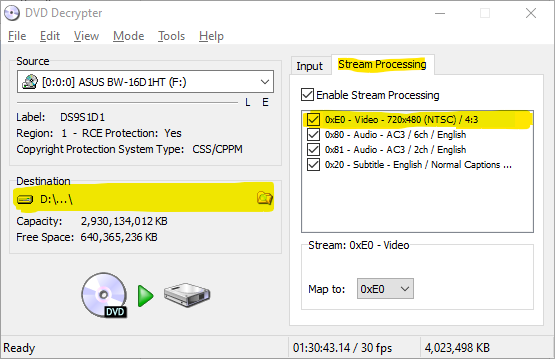 DVD Decrypter
File Edit View Mode Tools Help
Source
[0:0:0] ASUS BW-16D1HT (F:)
L E
Label: DS9S1D1
Region: 1 - RCE Protection: Yes
Copyright Protection System Type: CSS/CPPM
Destination
D:\...\
Capacity: 2,930,134,012 KB
Free Space: 640,365,236 KB
DVD
Input Stream Processing
Enable Stream Processing
0xE0 - Video - 720x480 (NTSC) / 4:3
0x80 - Audio - AC3 / 6ch / English
0x81 - Audio - AC3 / 2ch / English
0x20 - Subtitle - English / Normal Captions ...
Stream: 0xE0 - Video
Map to: 0xE0
Ready 01:30:43.14 / 30 fps 4,023,498 KB